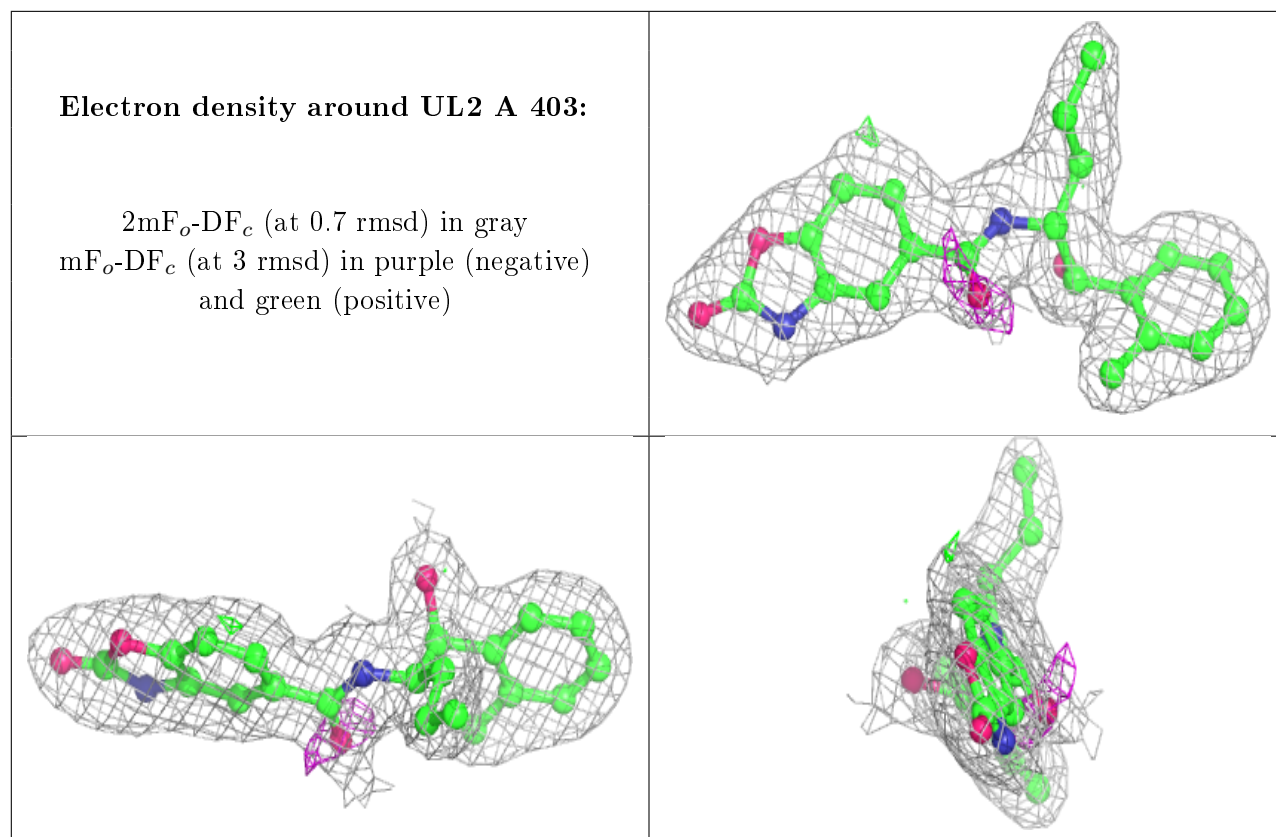 Electron density around UL2 A 403:
2mFₒ-DF𝑐 (at 0.7 rmsd) in gray
mFₒ-DF𝑐 (at 3 rmsd) in purple (negative)
and green (positive)